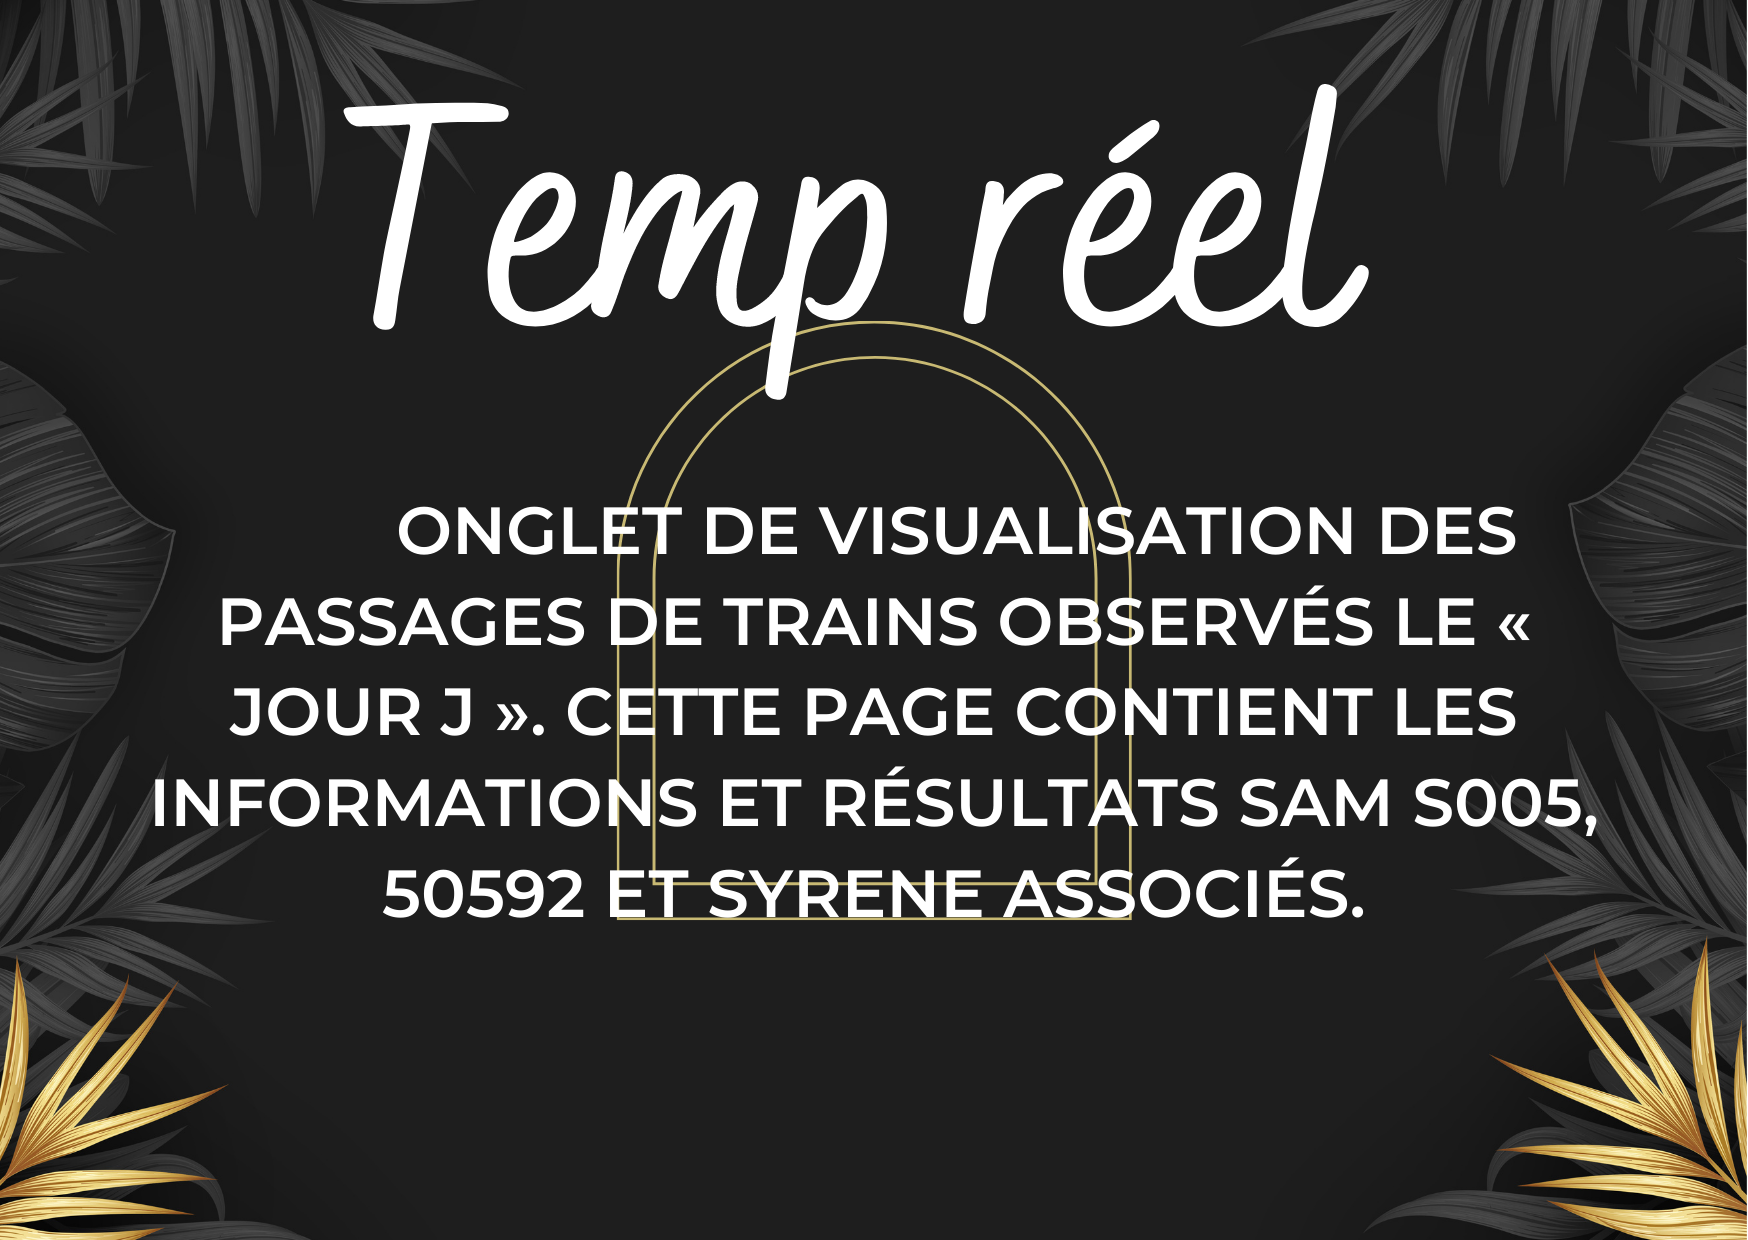 Temp réel
ONGLET DE VISUALISATION DES
PASSAGES DE TRAINS OBSERVÉS LE «
JOUR J ». CETTE PAGE CONTIENT LES
INFORMATIONS ET RÉSULTATS SAM S005,
50592 ET SYRENE ASSOCIÉS.